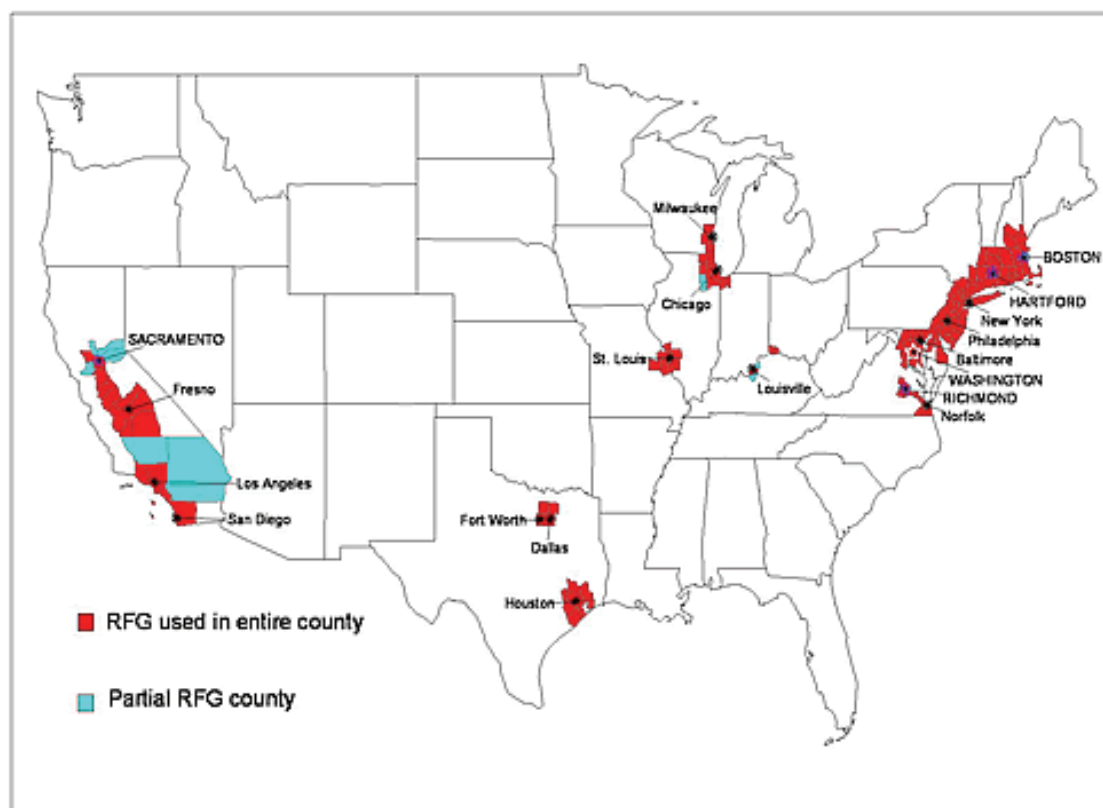 Milwaukee
BOSTON
Chicago
HARTFORD
New York
SACRAMENTO
Philadelphia
St. Louis
Baltimore
Fresno
Louisville
WASHINGTON
RICHMOND
Norfolk
Los Angeles
San Diego
Fort Worth
Dallas
Houston
RFG used in entire county
Partial RFG county